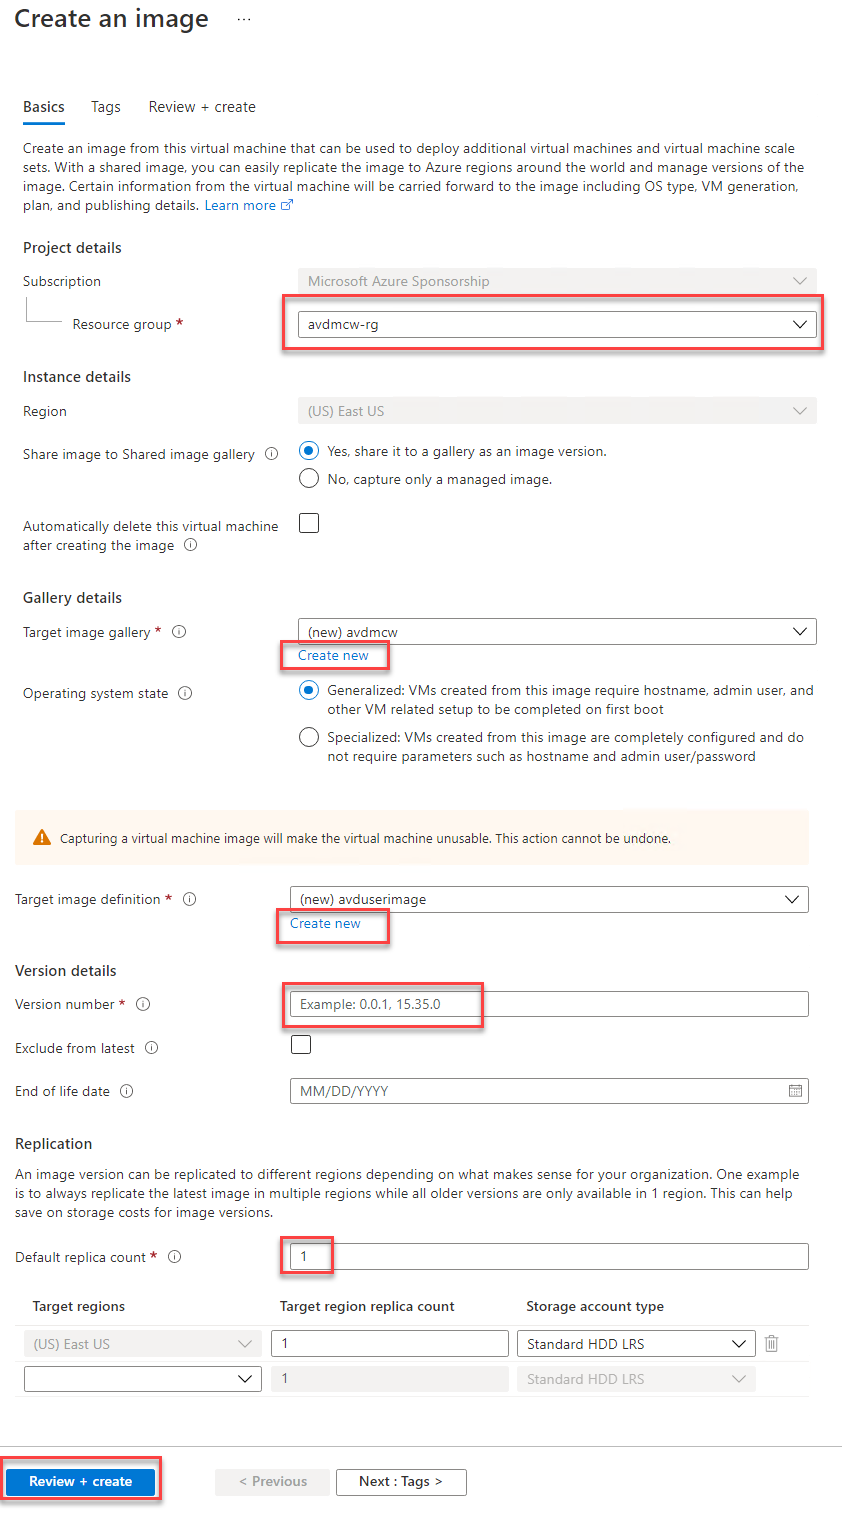 Create an image ...
Basics Tags Review + create
Create an image from this virtual machine that can be used to deploy additional virtual machines and virtual machine scale
sets. With a shared image, you can easily replicate the image to Azure regions around the world and manage versions of the
image. Certain information from the virtual machine will be carried forward to the image including OS type, VM generation,
plan, and publishing details. Learn more
Project details
Subscription Microsoft Azure Sponsorship
Resource group * avdmcw-rg
Instance details
Region (US) East US
Share image to Shared image gallery Yes, share it to a gallery as an image version.
No, capture only a managed image.
Automatically delete this virtual machine
after creating the image
Gallery details
Target image gallery * (new) avdmcw
Create new
Operating system state Generalized: VMs created from this image require hostname, admin user, and
other VM related setup to be completed on first boot
Specialized: VMs created from this image are completely configured and do
not require parameters such as hostname and admin user/password
Capturing a virtual machine image will make the virtual machine unusable. This action cannot be undone.
Target image definition * (new) avduserimage
Create new
Version details
Version number * Example: 0.0.1, 15.35.0
Exclude from latest
End of life date MM/DD/YYYY
Replication
An image version can be replicated to different regions depending on what makes sense for your organization. One example
is to always replicate the latest image in multiple regions while all older versions are only available in 1 region. This can help
save on storage costs for image versions.
Default replica count * 1
Target regions Target region replica count Storage account type
(US) East US 1 Standard HDD LRS
1 Standard HDD LRS
Review + create < Previous Next : Tags >